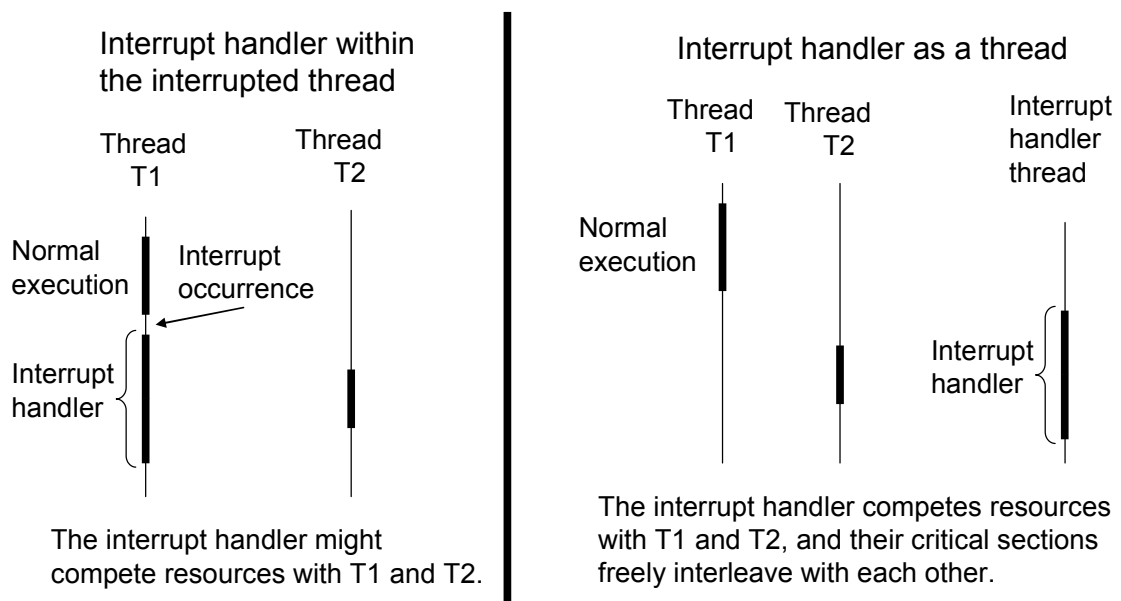 Interrupt handler within
the interrupted thread
Thread
T1
Thread
T2
Normal
execution
Interrupt
occurrence
Interrupt
handler
The interrupt handler might
compete resources with T1 and T2.
Interrupt handler as a thread
Thread
T1
Thread
T2
Interrupt
handler
thread
Normal
execution
Interrupt
handler
The interrupt handler competes resources
with T1 and T2, and their critical sections
freely interleave with each other.